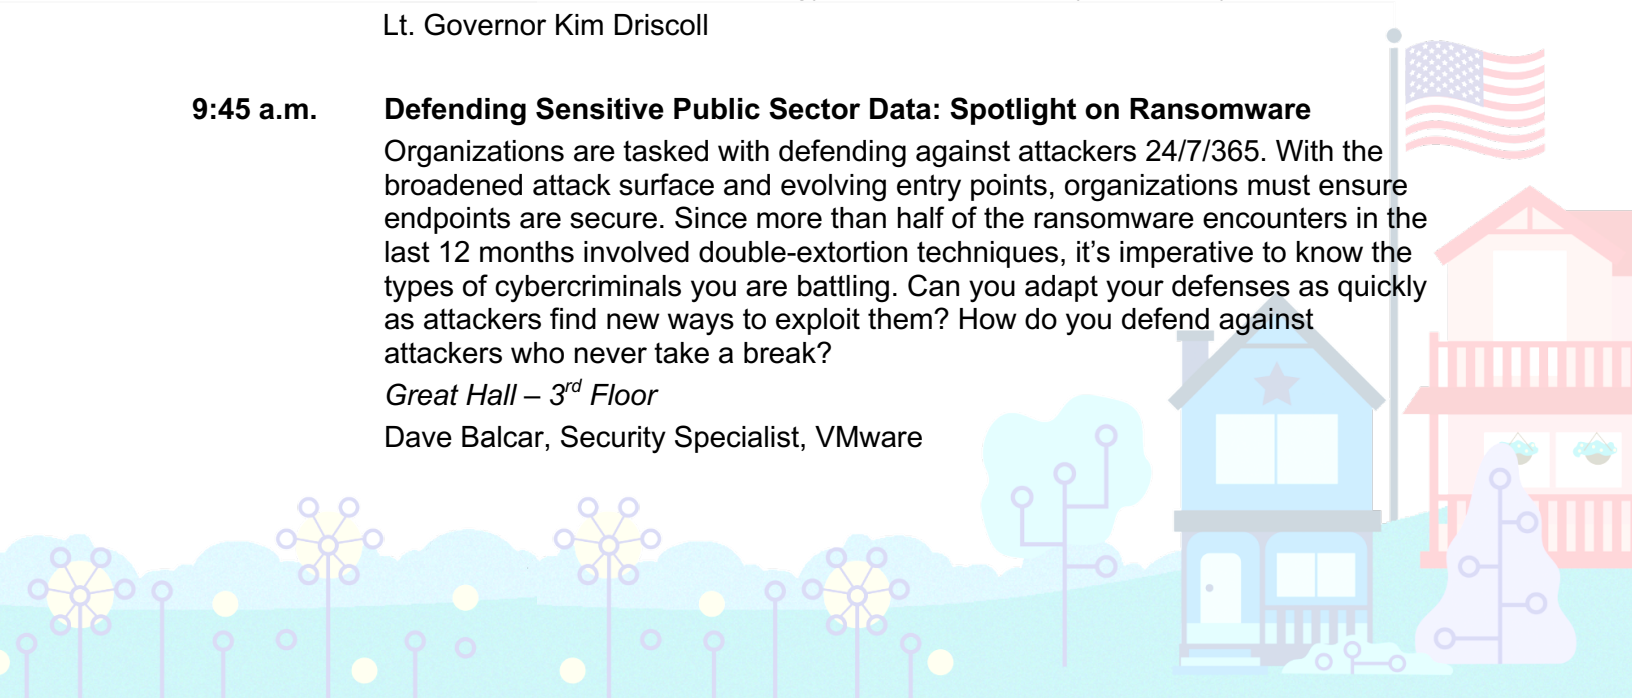 Lt. Governor Kim Driscoll
9:45 a.m. Defending Sensitive Public Sector Data: Spotlight on Ransomware
Organizations are tasked with defending against attackers 24/7/365. With the
broadened attack surface and evolving entry points, organizations must ensure
endpoints are secure. Since more than half of the ransomware encounters in the
last 12 months involved double-extortion techniques, it’s imperative to know the
types of cybercriminals you are battling. Can you adapt your defenses as quickly
as attackers find new ways to exploit them? How do you defend against
attackers who never take a break?
Great Hall – 3rd Floor
Dave Balcar, Security Specialist, VMware